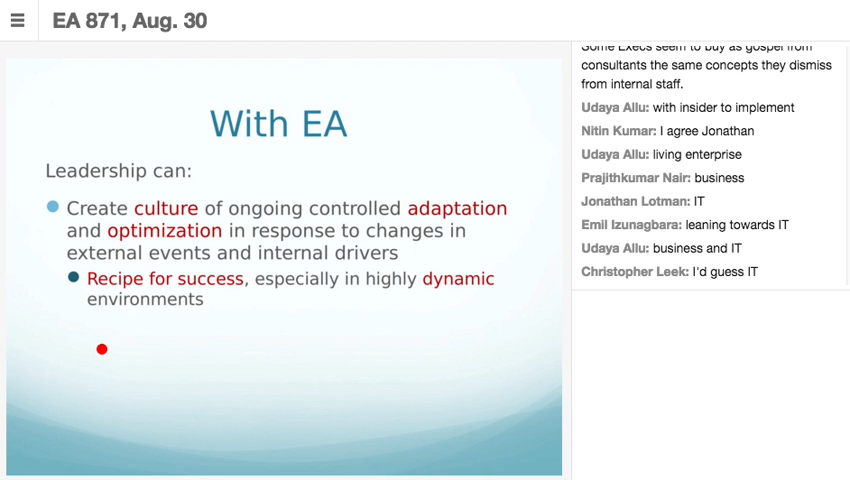 EA 871, Aug. 30
With EA
Leadership can:
Create culture of ongoing controlled adaptation
and optimization in response to changes in
external events and internal drivers
Recipe for success, especially in highly dynamic
environments
Some Execs seem to buy as gospel from
consultants the same concepts they dismiss
from internal staff.
Udaya Allu: with insider to implement
Nitin Kumar: I agree Jonathan
Udaya Allu: living enterprise
Prajithkumar Nair: business
Jonathan Lotman: IT
Emil Izunagbara: leaning towards IT
Udaya Allu: business and IT
Christopher Leek: I'd guess IT